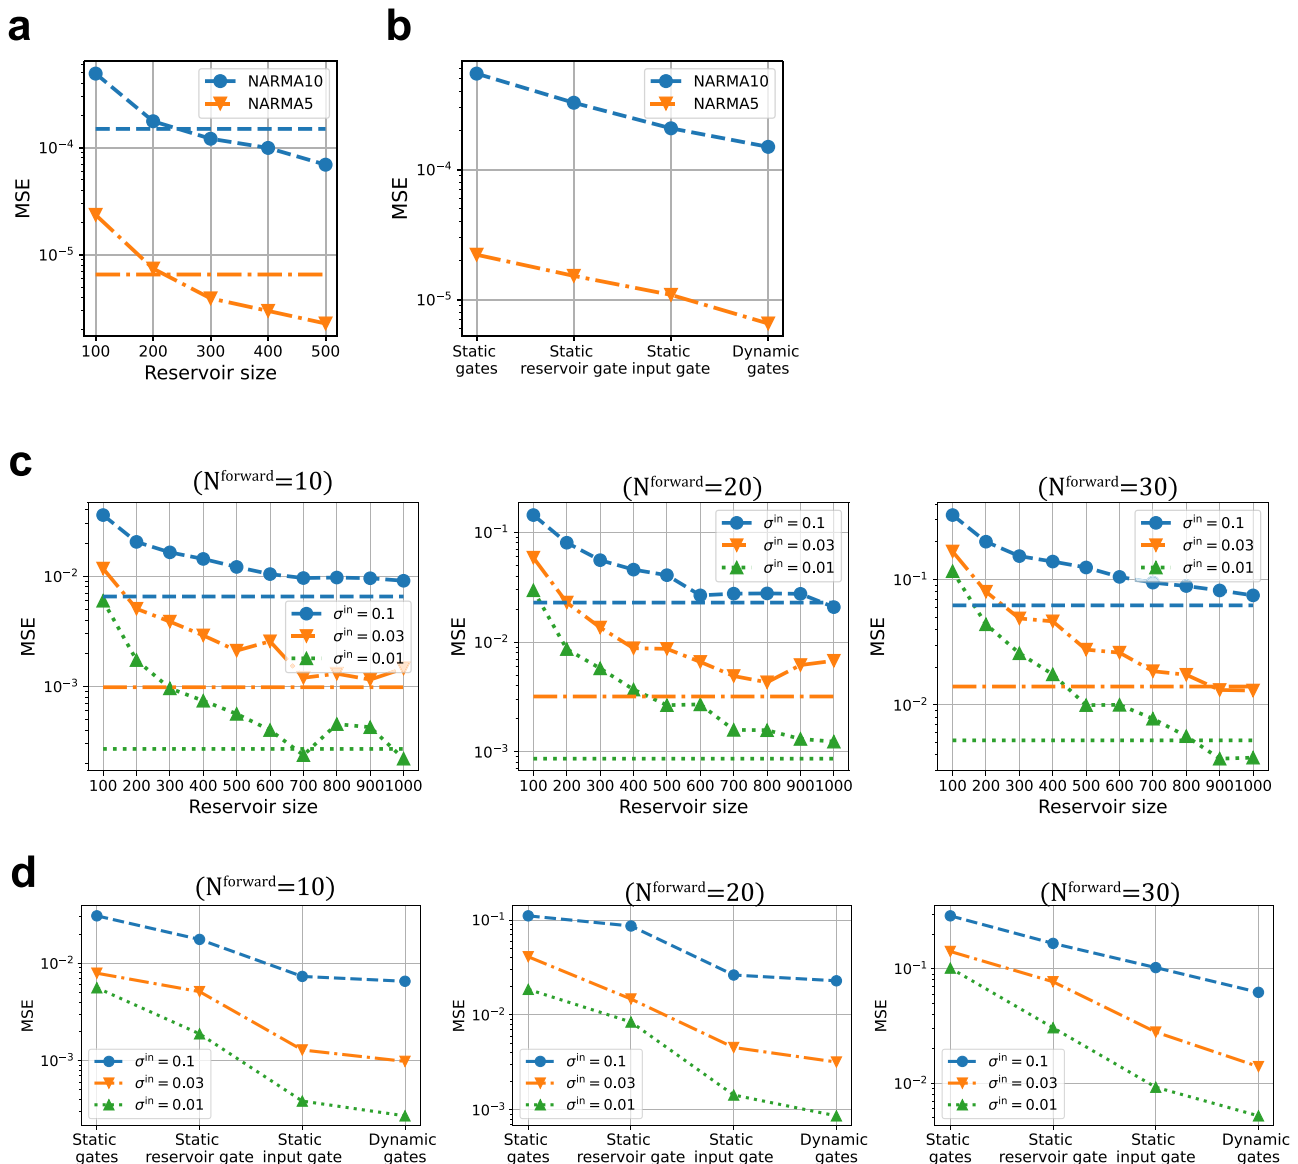 a
b
MSE
10⁻⁴
10⁻⁵
NARMA10
NARMA5
100 200 300 400 500
Reservoir size
MSE
10⁻⁴
10⁻⁵
NARMA10
NARMA5
Static gates
Static reservoir gate
Static input gate
Dynamic gates
c
(N^forward=10)
MSE
10⁻²
10⁻³
σ^in = 0.1
σ^in = 0.03
σ^in = 0.01
100 200 300 400 500 600 700 800 900 1000
Reservoir size
(N^forward=20)
MSE
10⁻¹
10⁻²
10⁻³
σ^in = 0.1
σ^in = 0.03
σ^in = 0.01
100 200 300 400 500 600 700 800 900 1000
Reservoir size
(N^forward=30)
MSE
10⁻¹
10⁻²
σ^in = 0.1
σ^in = 0.03
σ^in = 0.01
100 200 300 400 500 600 700 800 900 1000
Reservoir size
d
(N^forward=10)
MSE
10⁻²
10⁻³
σ^in = 0.1
σ^in = 0.03
σ^in = 0.01
Static gates
Static reservoir gate
Static input gate
Dynamic gates
(N^forward=20)
MSE
10⁻¹
10⁻²
10⁻³
σ^in = 0.1
σ^in = 0.03
σ^in = 0.01
Static gates
Static reservoir gate
Static input gate
Dynamic gates
(N^forward=30)
MSE
10⁻¹
10⁻²
σ^in = 0.1
σ^in = 0.03
σ^in = 0.01
Static gates
Static reservoir gate
Static input gate
Dynamic gates